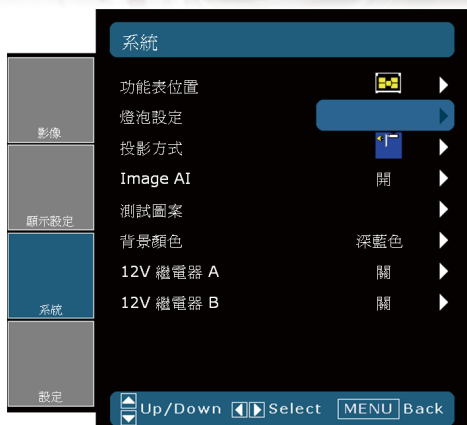 系統
功能表位置
燈泡設定
投影方式
Image AI 開
測試圖案
背景顏色 深藍色
12V 繼電器 A 關
12V 繼電器 B 關
影像
顯示設定
系統
設定
Up/Down Select MENU Back